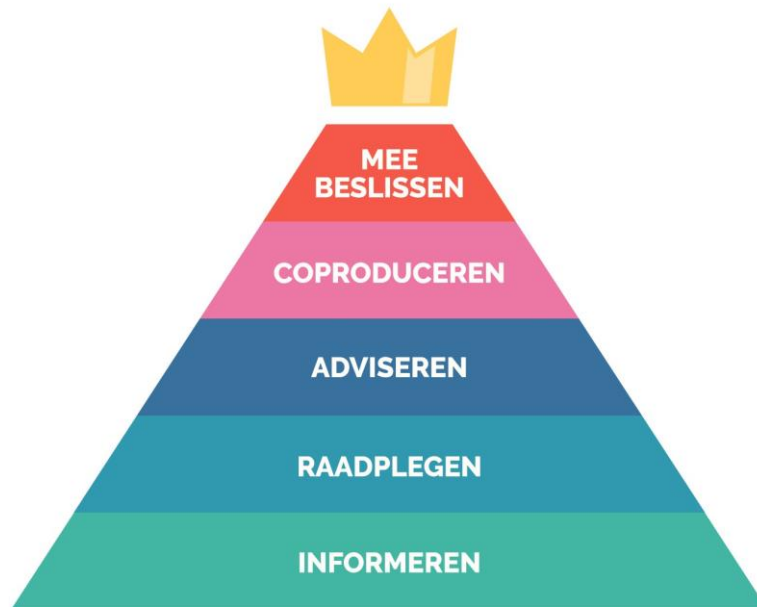 MEE
BESLISSEN
COPRODUCEREN
ADVISEREN
RAADPLEGEN
INFORMEREN